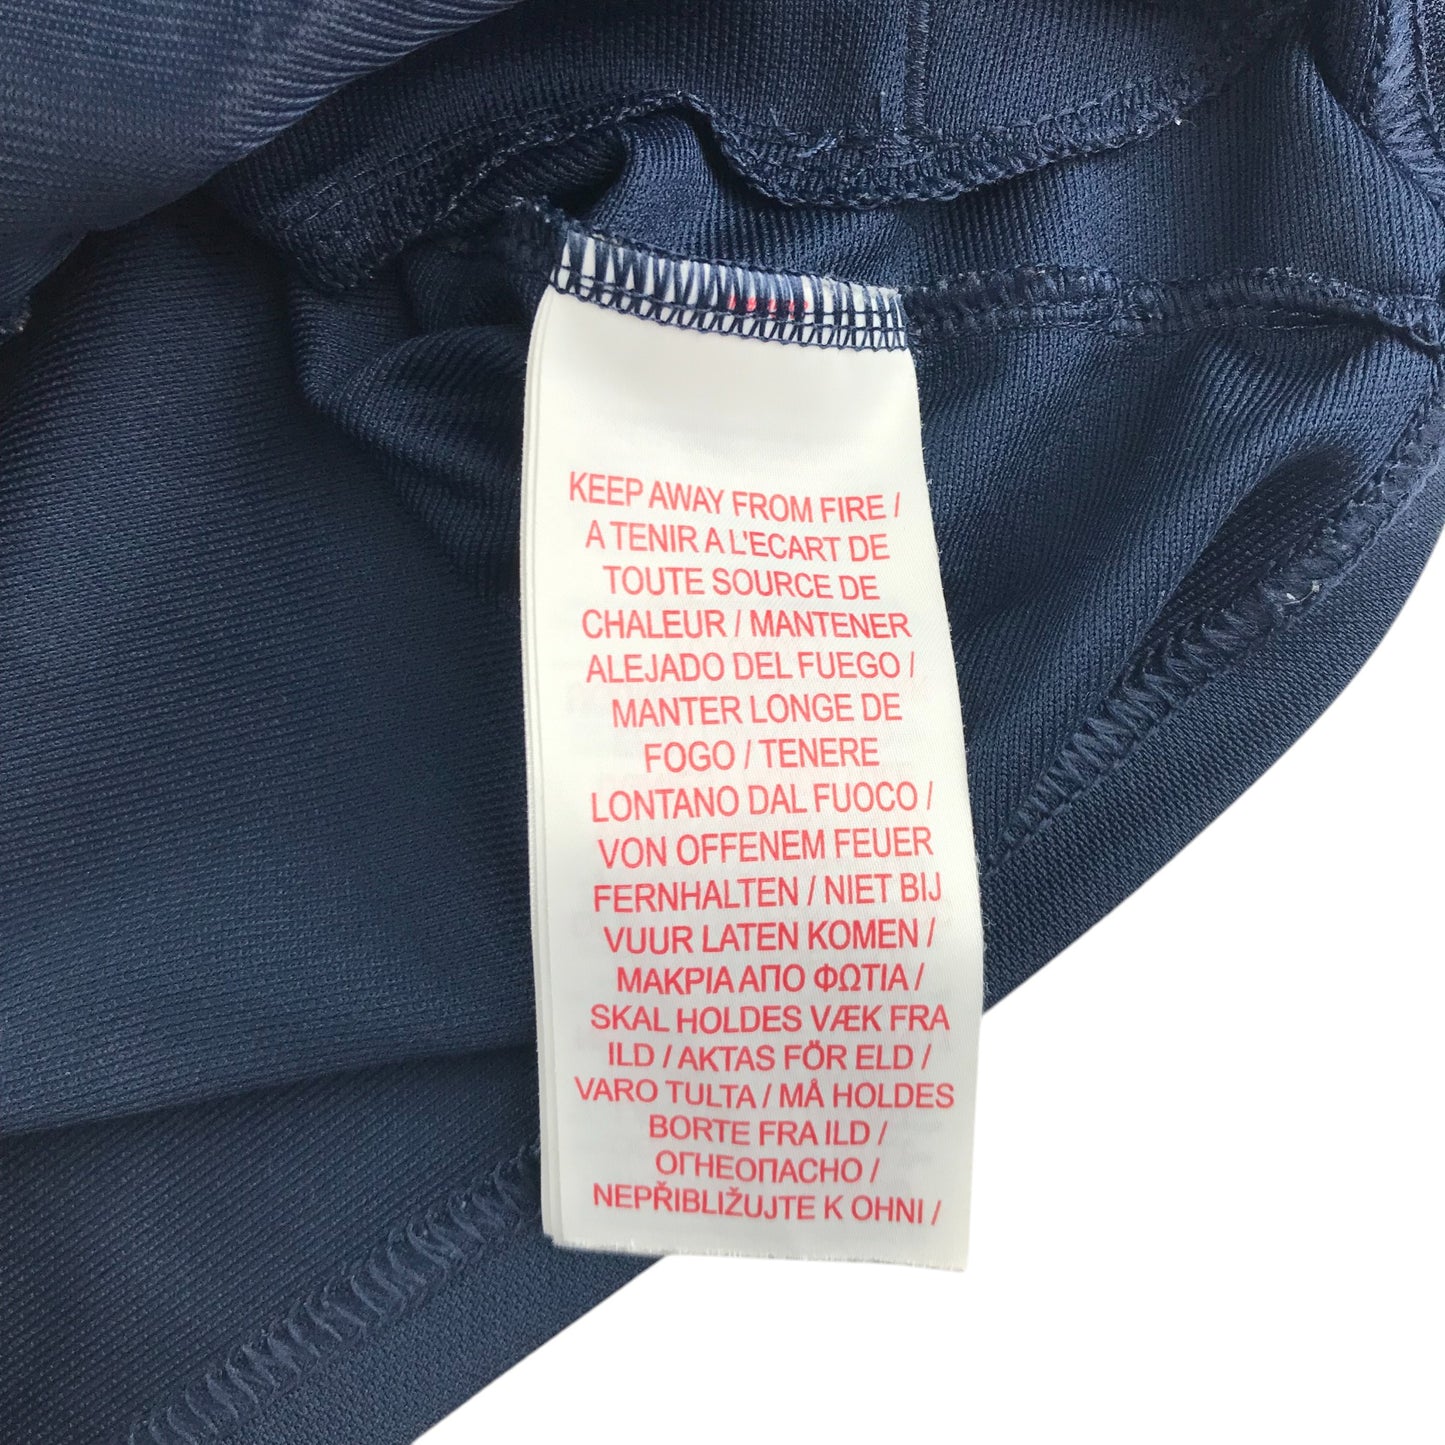 KEEP AWAY FROM FIRE /
A TENIR A L'ECART DE
TOUTE SOURCE DE
CHALEUR / MANTENER
ALEJADO DEL FUEGO /
MANTER LONGE DE
FOGO / TENERE
LONTANO DAL FUOCO /
VON OFFENEM FEUER
FERNHALTEN / NIET BIJ
VUUR LATEN KOMEN /
ΜΑΚΡΙΑ ΑΠΟ ΦΩΤΙΑ /
SKAL HOLDES VÆK FRA
ILD / AKTAS FÖR ELD /
VARO TULTA / MÅ HOLDES
BORTE FRA ILD /
ОГНЕОПАСНО /
NEPŘIBLIŽUJTE K OHNI /